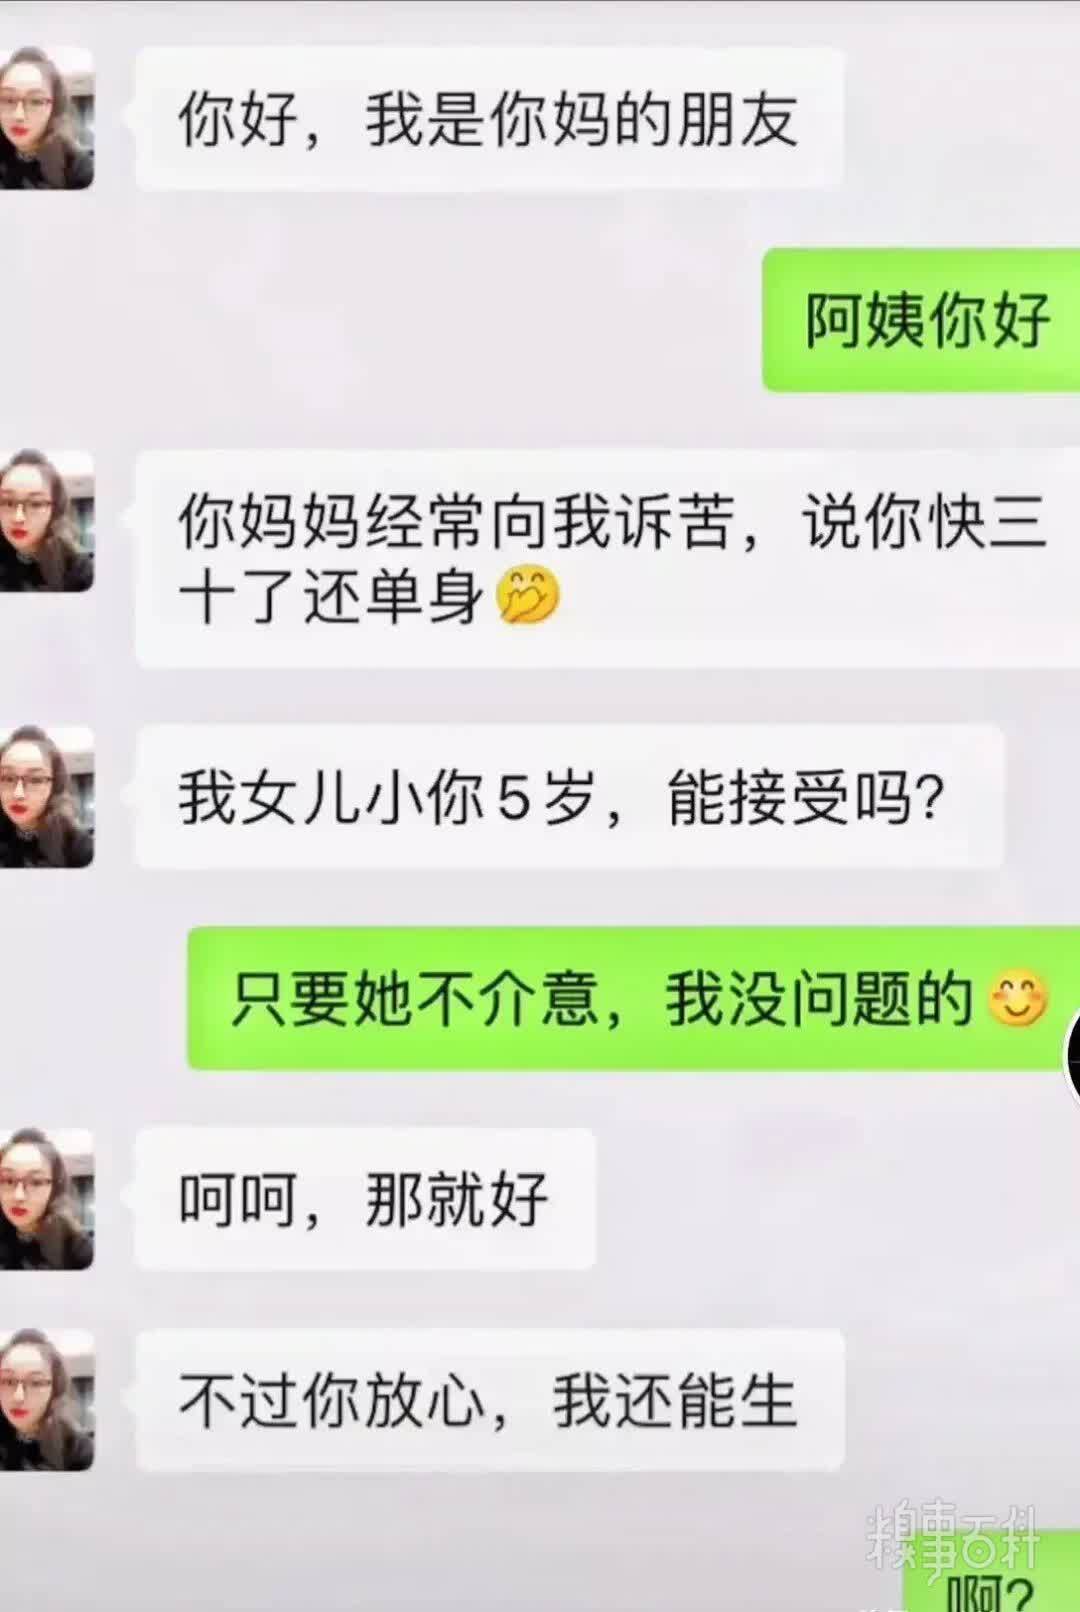 你好，我是你妈的朋友
阿姨你好
你妈妈经常向我诉苦，说你快三
十了还单身🤭
我女儿小你5岁，能接受吗？
只要她不介意，我没问题的😊
呵呵，那就好
不过你放心，我还能生
糗事百科
啊？